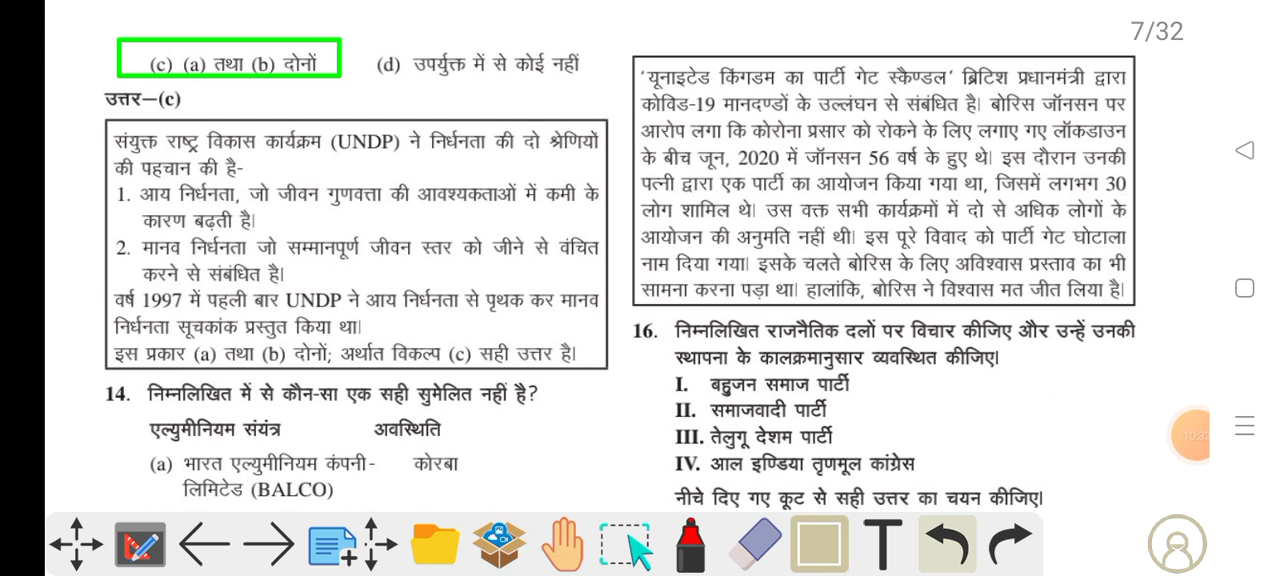 7/32
(c) (a) तथा (b) दोनों (d) उपर्युक्त में से कोई नहीं
उत्तर–(c)
संयुक्त राष्ट्र विकास कार्यक्रम (UNDP) ने निर्धनता की दो श्रेणियों
की पहचान की है-
1. आय निर्धनता, जो जीवन गुणवत्ता की आवश्यकताओं में कमी के
कारण बढ़ती है।
2. मानव निर्धनता जो सम्मानपूर्ण जीवन स्तर को जीने से वंचित
करने से संबंधित है।
वर्ष 1997 में पहली बार UNDP ने आय निर्धनता से पृथक कर मानव
निर्धनता सूचकांक प्रस्तुत किया था।
इस प्रकार (a) तथा (b) दोनों; अर्थात विकल्प (c) सही उत्तर है।
14. निम्नलिखित में से कौन-सा एक सही सुमेलित नहीं है?
एल्युमीनियम संयंत्र अवस्थिति
(a) भारत एल्युमीनियम कंपनी- कोरबा
लिमिटेड (BALCO)
‘यूनाइटेड किंगडम का पार्टी गेट स्कैण्डल’ ब्रिटिश प्रधानमंत्री द्वारा
कोविड-19 मानदण्डों के उल्लंघन से संबंधित है। बोरिस जॉनसन पर
आरोप लगा कि कोरोना प्रसार को रोकने के लिए लगाए गए लॉकडाउन
के बीच जून, 2020 में जॉनसन 56 वर्ष के हुए थे। इस दौरान उनकी
पत्नी द्वारा एक पार्टी का आयोजन किया गया था, जिसमें लगभग 30
लोग शामिल थे। उस वक्त सभी कार्यक्रमों में दो से अधिक लोगों के
आयोजन की अनुमति नहीं थी। इस पूरे विवाद को पार्टी गेट घोटाला
नाम दिया गया। इसके चलते बोरिस के लिए अविश्वास प्रस्ताव का भी
सामना करना पड़ा था। हालांकि, बोरिस ने विश्वास मत जीत लिया है।
16. निम्नलिखित राजनैतिक दलों पर विचार कीजिए और उन्हें उनकी
स्थापना के कालक्रमानुसार व्यवस्थित कीजिए।
I. बहुजन समाज पार्टी
II. समाजवादी पार्टी
III. तेलुगू देशम पार्टी
IV. आल इण्डिया तृणमूल कांग्रेस
नीचे दिए गए कूट से सही उत्तर का चयन कीजिए।
T